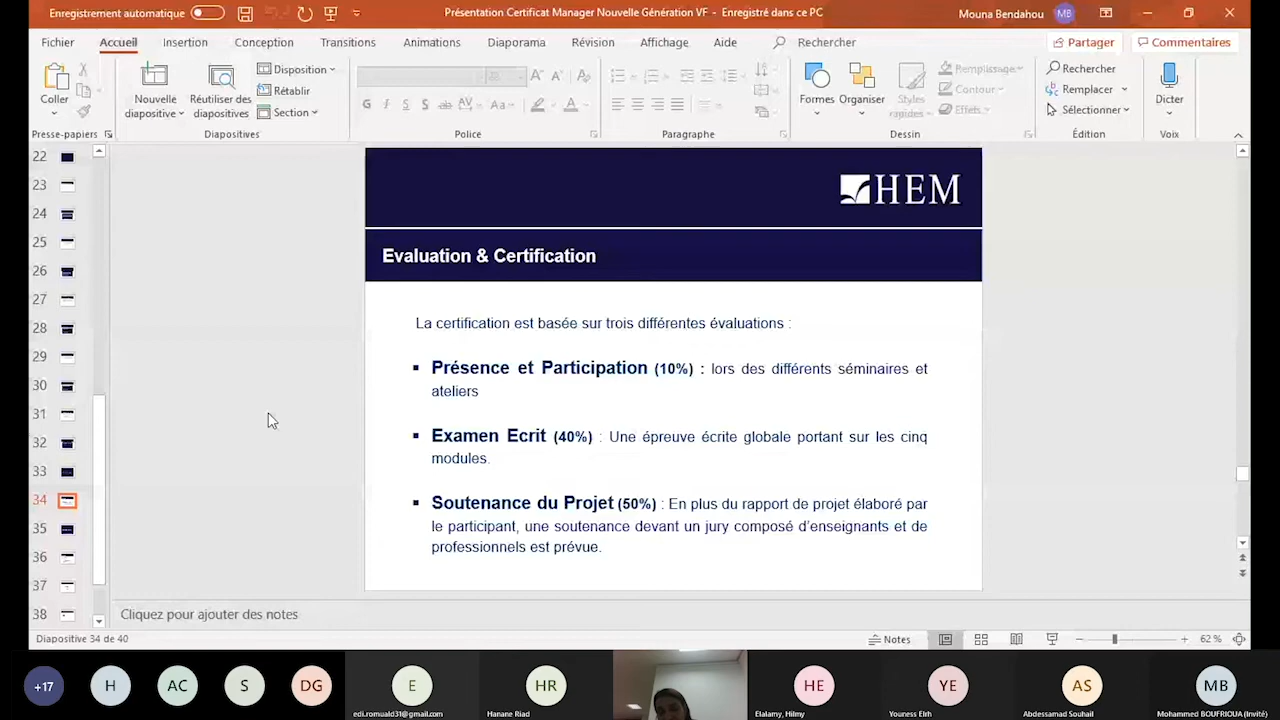 Enregistrement automatique
Présentation Certificat Manager Nouvelle Génération VF - Enregistré dans ce PC
Mouna Bendahou MB
Fichier Accueil Insertion Conception Transitions Animations Diaporama Révision Affichage Aide Rechercher
Partager Commentaires
Coller
Nouvelle diapositive
Réutiliser des diapositives
Disposition
Rétablir
Section
G I S S ab AV Aa A
Formes Organiser Styles rapides
Remplissage
Contour
Effets
Rechercher
Remplacer
Sélectionner
Dicter
Presse-papiers Diapositives Police Paragraphe Dessin Édition Voix
22
23
24
25
26
27
28
29
30
31
32
33
34
35
36
37
38
HEM
Evaluation & Certification
La certification est basée sur trois différentes évaluations :
▪ Présence et Participation (10%) : lors des différents séminaires et
ateliers
▪ Examen Ecrit (40%) : Une épreuve écrite globale portant sur les cinq
modules.
▪ Soutenance du Projet (50%) : En plus du rapport de projet élaboré par
le participant, une soutenance devant un jury composé d'enseignants et de
professionnels est prévue.
Cliquez pour ajouter des notes
Diapositive 34 de 40
Notes
62 %
+17 H AC S DG E HR HE YE AS MB
edi.romuald31@gmail.com Hanane Riad Elalamy, Hilmy Youness Elrh Abdessamad Souhail Mohammed BOUFRIOUA (Invité)